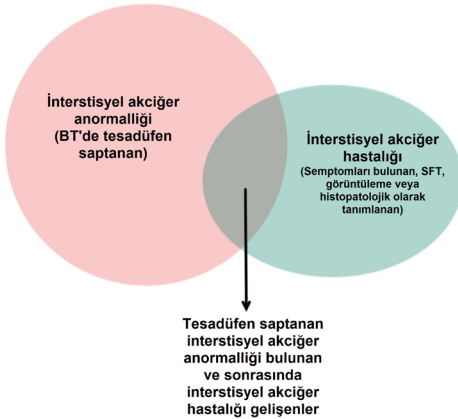 İnterstisyel akciğer
anormalliği
(BT'de tesadüfen
saptanan)
İnterstisyel akciğer
hastalığı
(Semptomları bulunan, SFT,
görüntüleme veya
histopatolojik olarak
tanımlanan)
Tesadüfen saptanan
interstisyel akciğer
anormalliği bulunan
ve sonrasında
interstisyel akciğer
hastalığı gelişenler